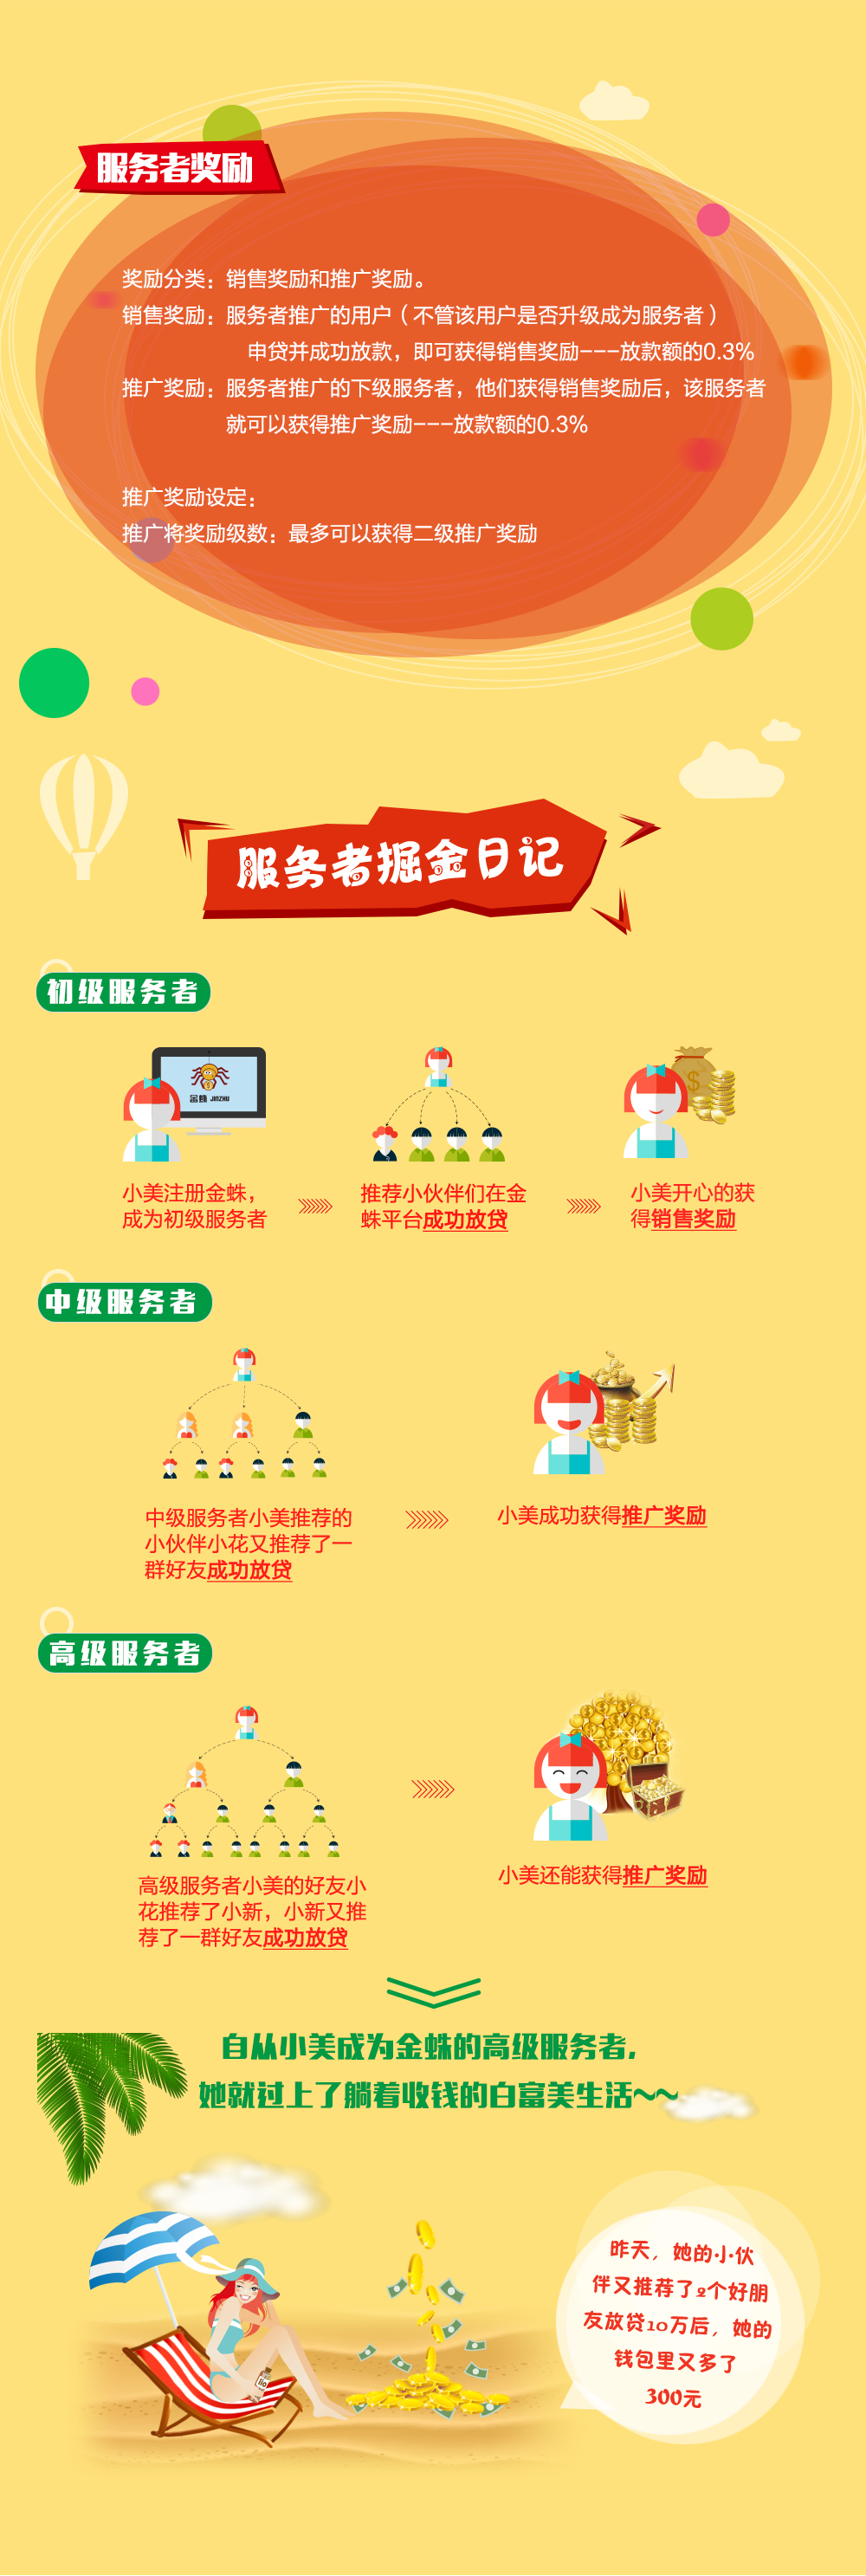 服务者奖励
奖励分类：销售奖励和推广奖励。
销售奖励：服务者推广的用户（不管该用户是否升级成为服务者）
申贷并成功放款，即可获得销售奖励---放款额的0.3%
推广奖励：服务者推广的下级服务者，他们获得销售奖励后，该服务者
就可以获得推广奖励---放款额的0.3%
推广奖励设定：
推广将奖励级数：最多可以获得二级推广奖励
服务者掘金日记
初级服务者
金蛛 JINZHU
$
小美注册金蛛，
成为初级服务者
推荐小伙伴们在金
蛛平台成功放贷
小美开心的获
得销售奖励
中级服务者
中级服务者小美推荐的
小伙伴小花又推荐了一
群好友成功放贷
小美成功获得推广奖励
高级服务者
高级服务者小美的好友小
花推荐了小新，小新又推
荐了一群好友成功放贷
小美还能获得推广奖励
自从小美成为金蛛的高级服务者,
她就过上了躺着收钱的白富美生活~~
昨天，她的小伙
伴又推荐了2个好朋
友放贷10万后，她的
钱包里又多了
300元